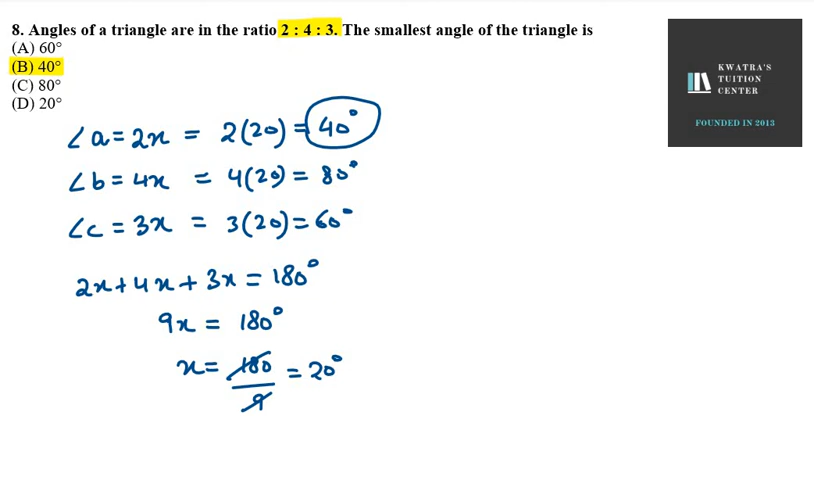 8. Angles of a triangle are in the ratio 2 : 4 : 3. The smallest angle of the triangle is
(A) 60°
(B) 40°
(C) 80°
(D) 20°
KWATRA'S
TUITION
CENTER
FOUNDED IN 2013
∠a = 2x = 2(20) = 40°
∠b = 4x = 4(20) = 80°
∠c = 3x = 3(20) = 60°
2x + 4x + 3x = 180°
9x = 180°
x = 180/9 = 20°